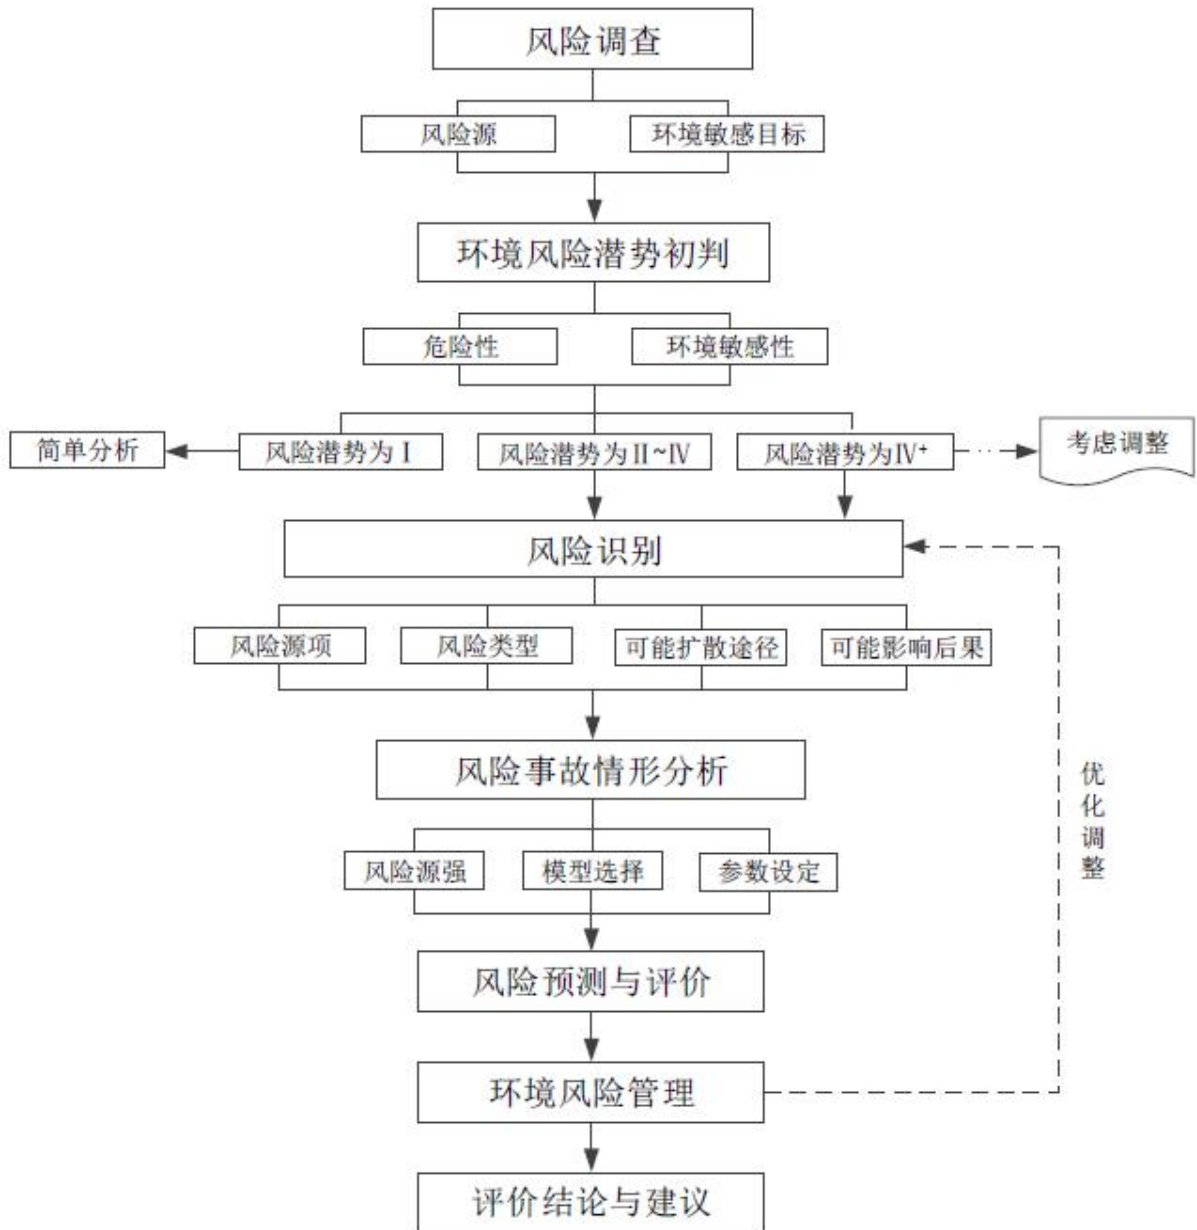 风险调查
风险源
环境敏感目标
环境风险潜势初判
危险性
环境敏感性
简单分析
风险潜势为Ⅰ
风险潜势为Ⅱ~Ⅳ
风险潜势为Ⅳ⁺
考虑调整
风险识别
风险源项
风险类型
可能扩散途径
可能影响后果
风险事故情形分析
优化调整
风险源强
模型选择
参数设定
风险预测与评价
环境风险管理
评价结论与建议